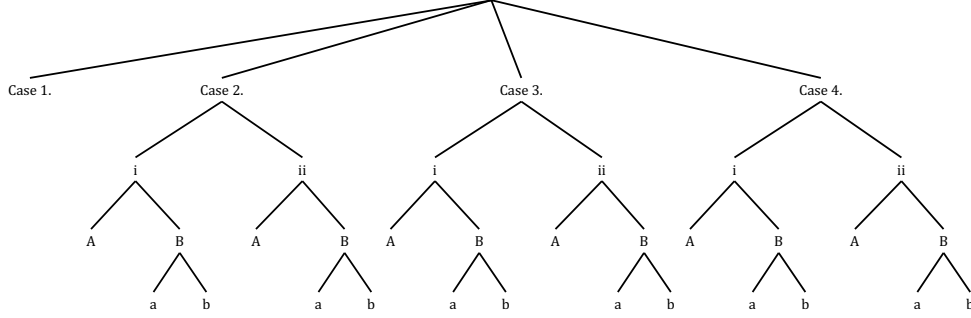 Case 1. Case 2. Case 3. Case 4.
i ii i ii i ii
A B A B A B A B A B A B
a b a b a b a b a b a b